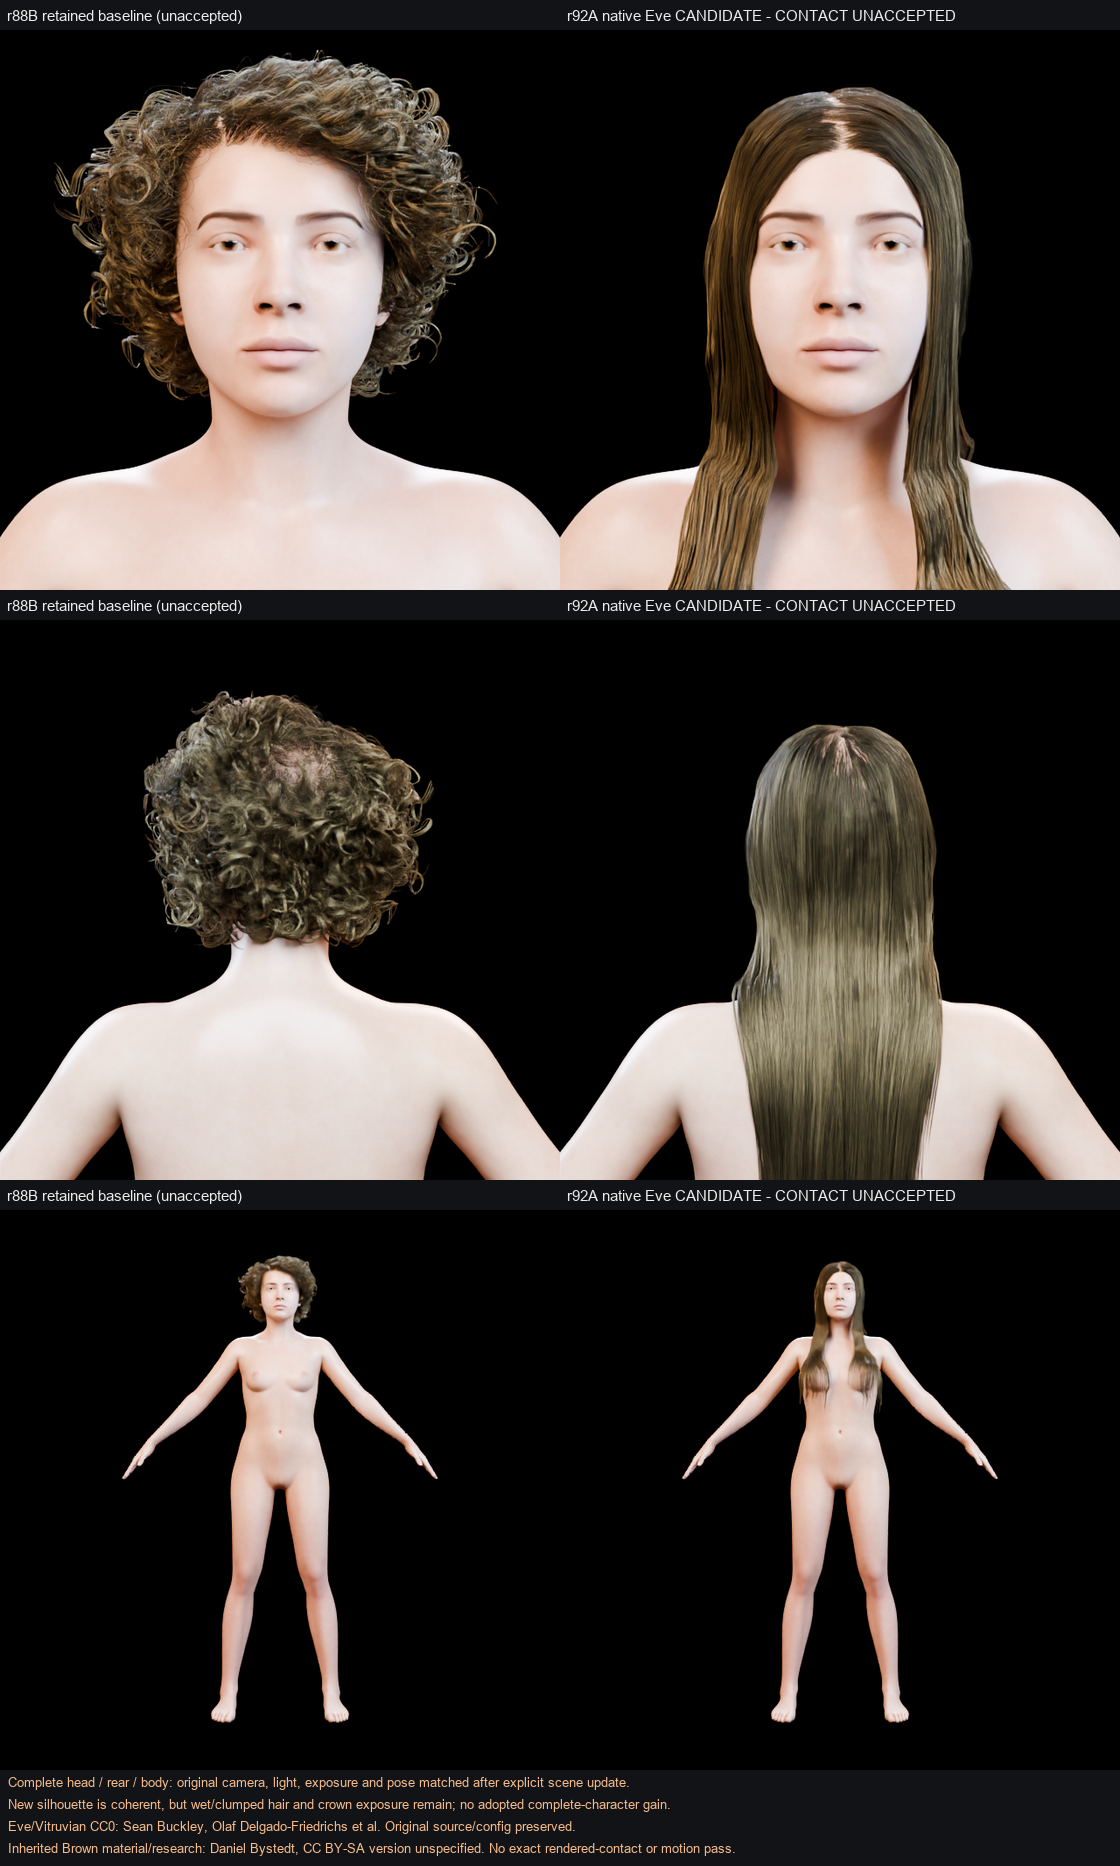 r88B retained baseline (unaccepted)
r92A native Eve CANDIDATE - CONTACT UNACCEPTED
r88B retained baseline (unaccepted)
r92A native Eve CANDIDATE - CONTACT UNACCEPTED
r88B retained baseline (unaccepted)
r92A native Eve CANDIDATE - CONTACT UNACCEPTED
Complete head / rear / body: original camera, light, exposure and pose matched after explicit scene update.
New silhouette is coherent, but wet/clumped hair and crown exposure remain; no adopted complete-character gain.
Eve/Vitruvian CC0: Sean Buckley, Olaf Delgado-Friedrichs et al. Original source/config preserved.
Inherited Brown material/research: Daniel Bystedt, CC BY-SA version unspecified. No exact rendered-contact or motion pass.